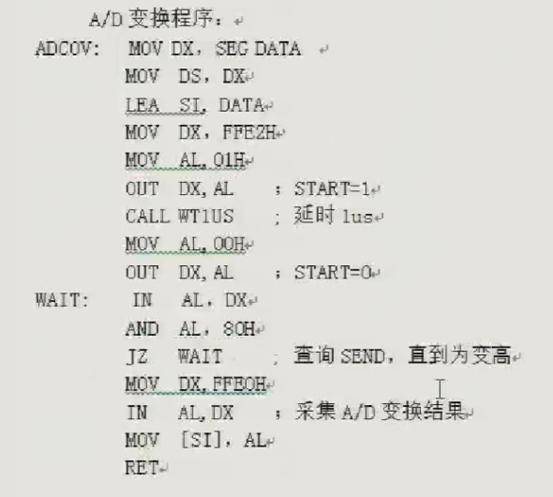 A/D 变换程序：
ADCOV: MOV DX，SEG DATA
MOV DS，DX
LEA SI，DATA
MOV DX，FFE2H
MOV AL,01H
OUT DX,AL ；START=1
CALL WT1US ；延时 1us
MOV AL,00H
OUT DX,AL ；START=0
WAIT: IN AL，DX
AND AL，80H
JZ WAIT ；查询 SEND，直到为变高
MOV DX,FFE0H
IN AL,DX ；采集 A/D 变换结果
MOV [SI]，AL
RET